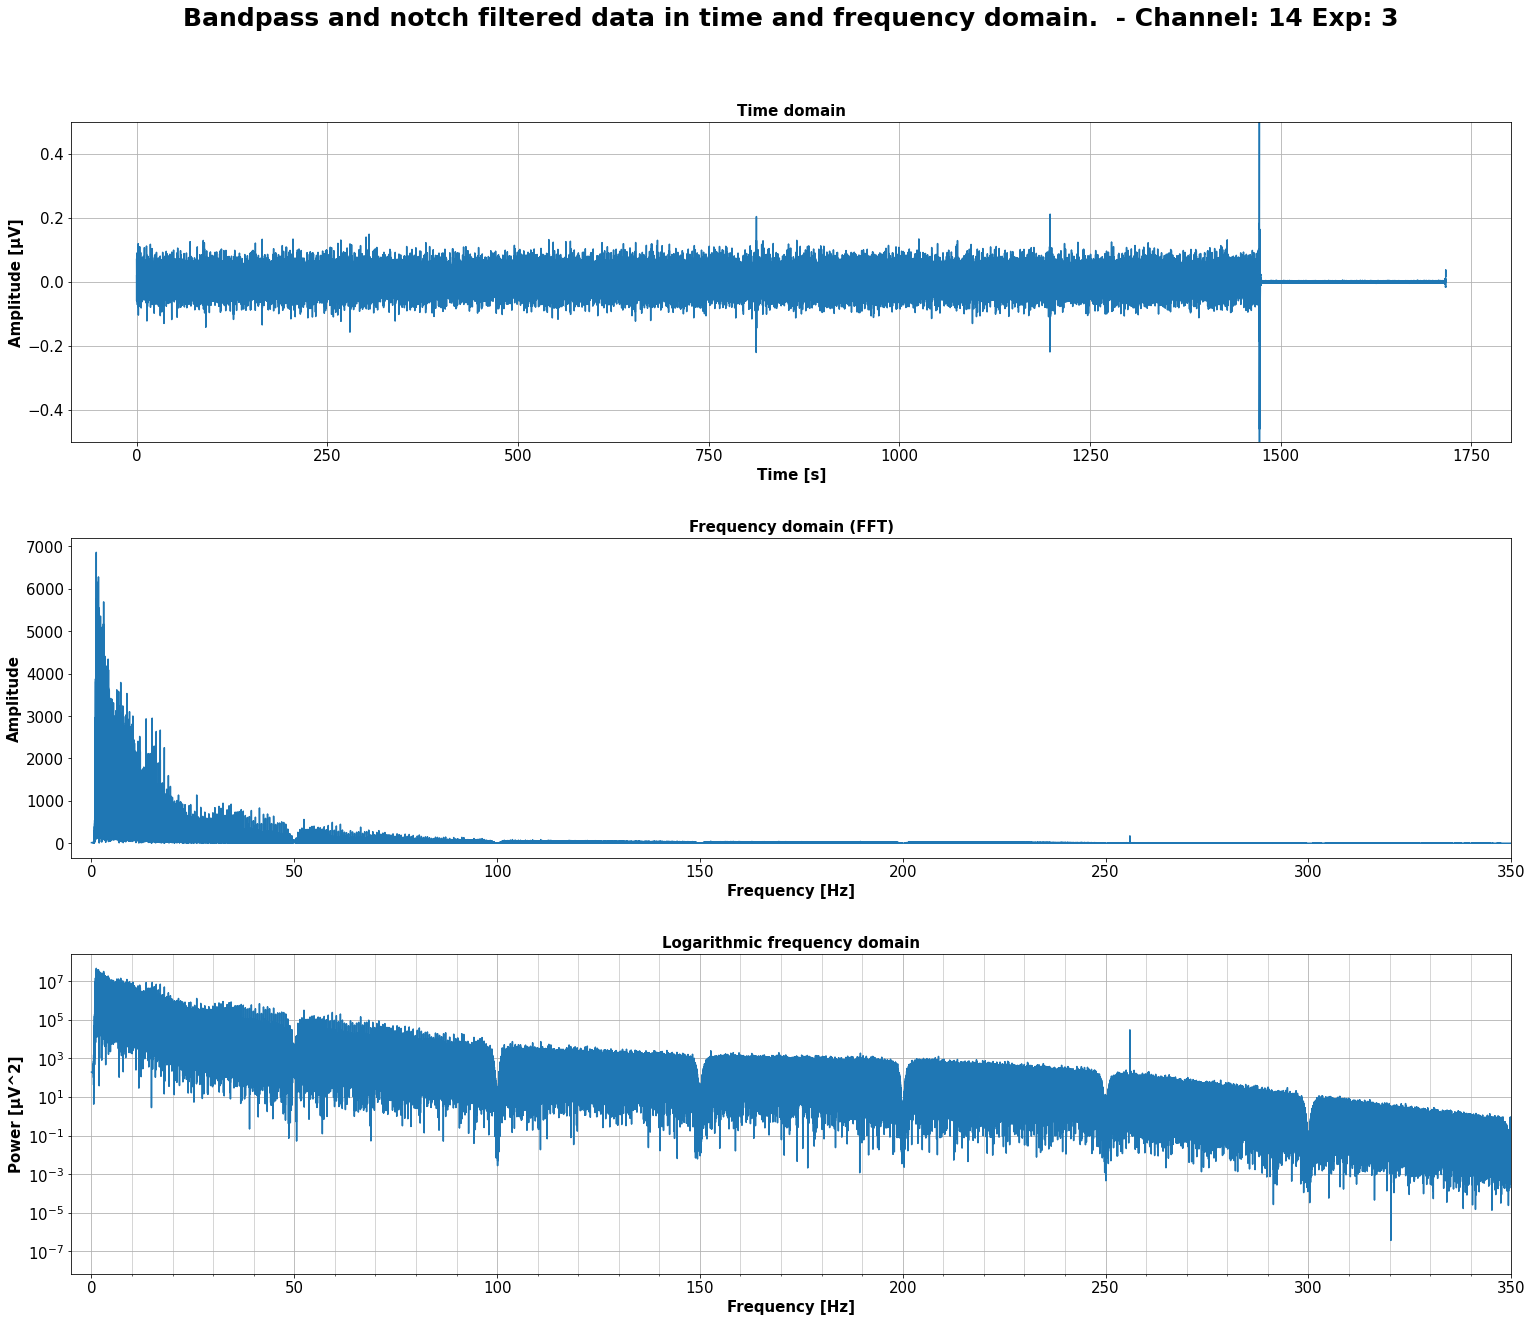 Bandpass and notch filtered data in time and frequency domain.  - Channel: 14 Exp: 3
Time domain
Amplitude [µV]
0.4
0.2
0.0
−0.2
−0.4
0 250 500 750 1000 1250 1500 1750
Time [s]
Frequency domain (FFT)
Amplitude
7000
6000
5000
4000
3000
2000
1000
0
0 50 100 150 200 250 300 350
Frequency [Hz]
Logarithmic frequency domain
Power [µV^2]
10^7
10^5
10^3
10^1
10^−1
10^−3
10^−5
10^−7
0 50 100 150 200 250 300 350
Frequency [Hz]